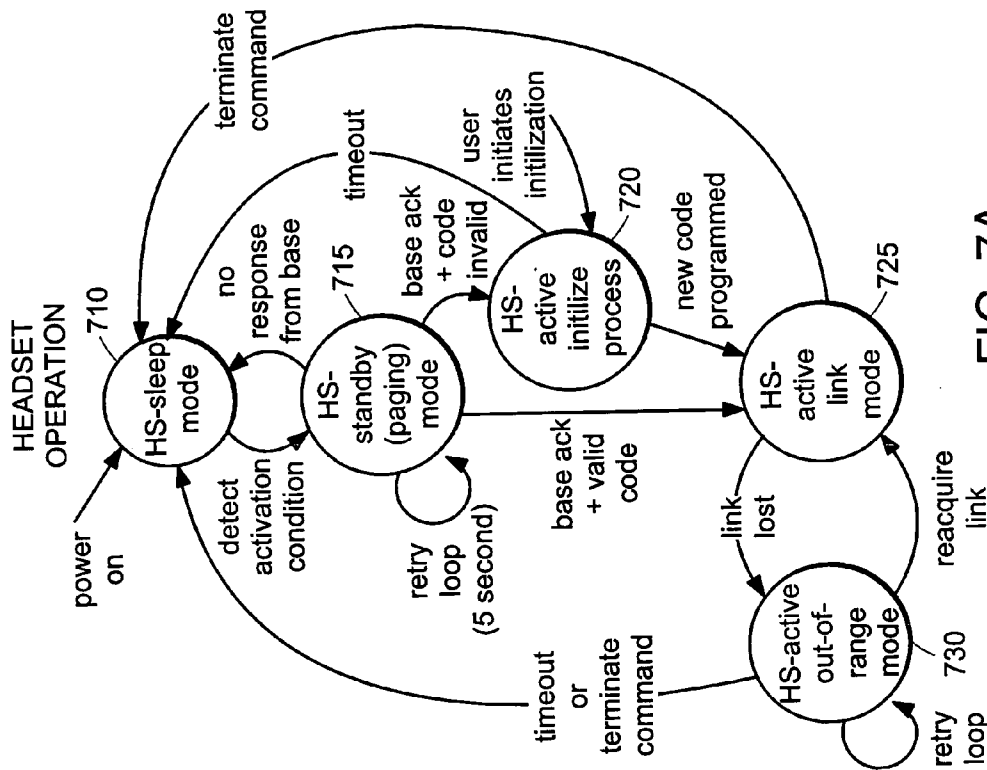 HEADSET
OPERATION
power
on
710
HS-sleep
mode
terminate
command
detect
activation
condition
no
response
from base
timeout
715
HS-
standby
(paging)
mode
retry
loop
(5 second)
base ack
+ code
invalid
user
initiates
initilization
720
HS-
active
initilize
process
base ack
+ valid
code
new code
programmed
725
HS-
active
link
mode
link
lost
reacquire
link
timeout
or
terminate
command
HS-active
out-of-
range
mode
730
retry
loop
FIG. 7A